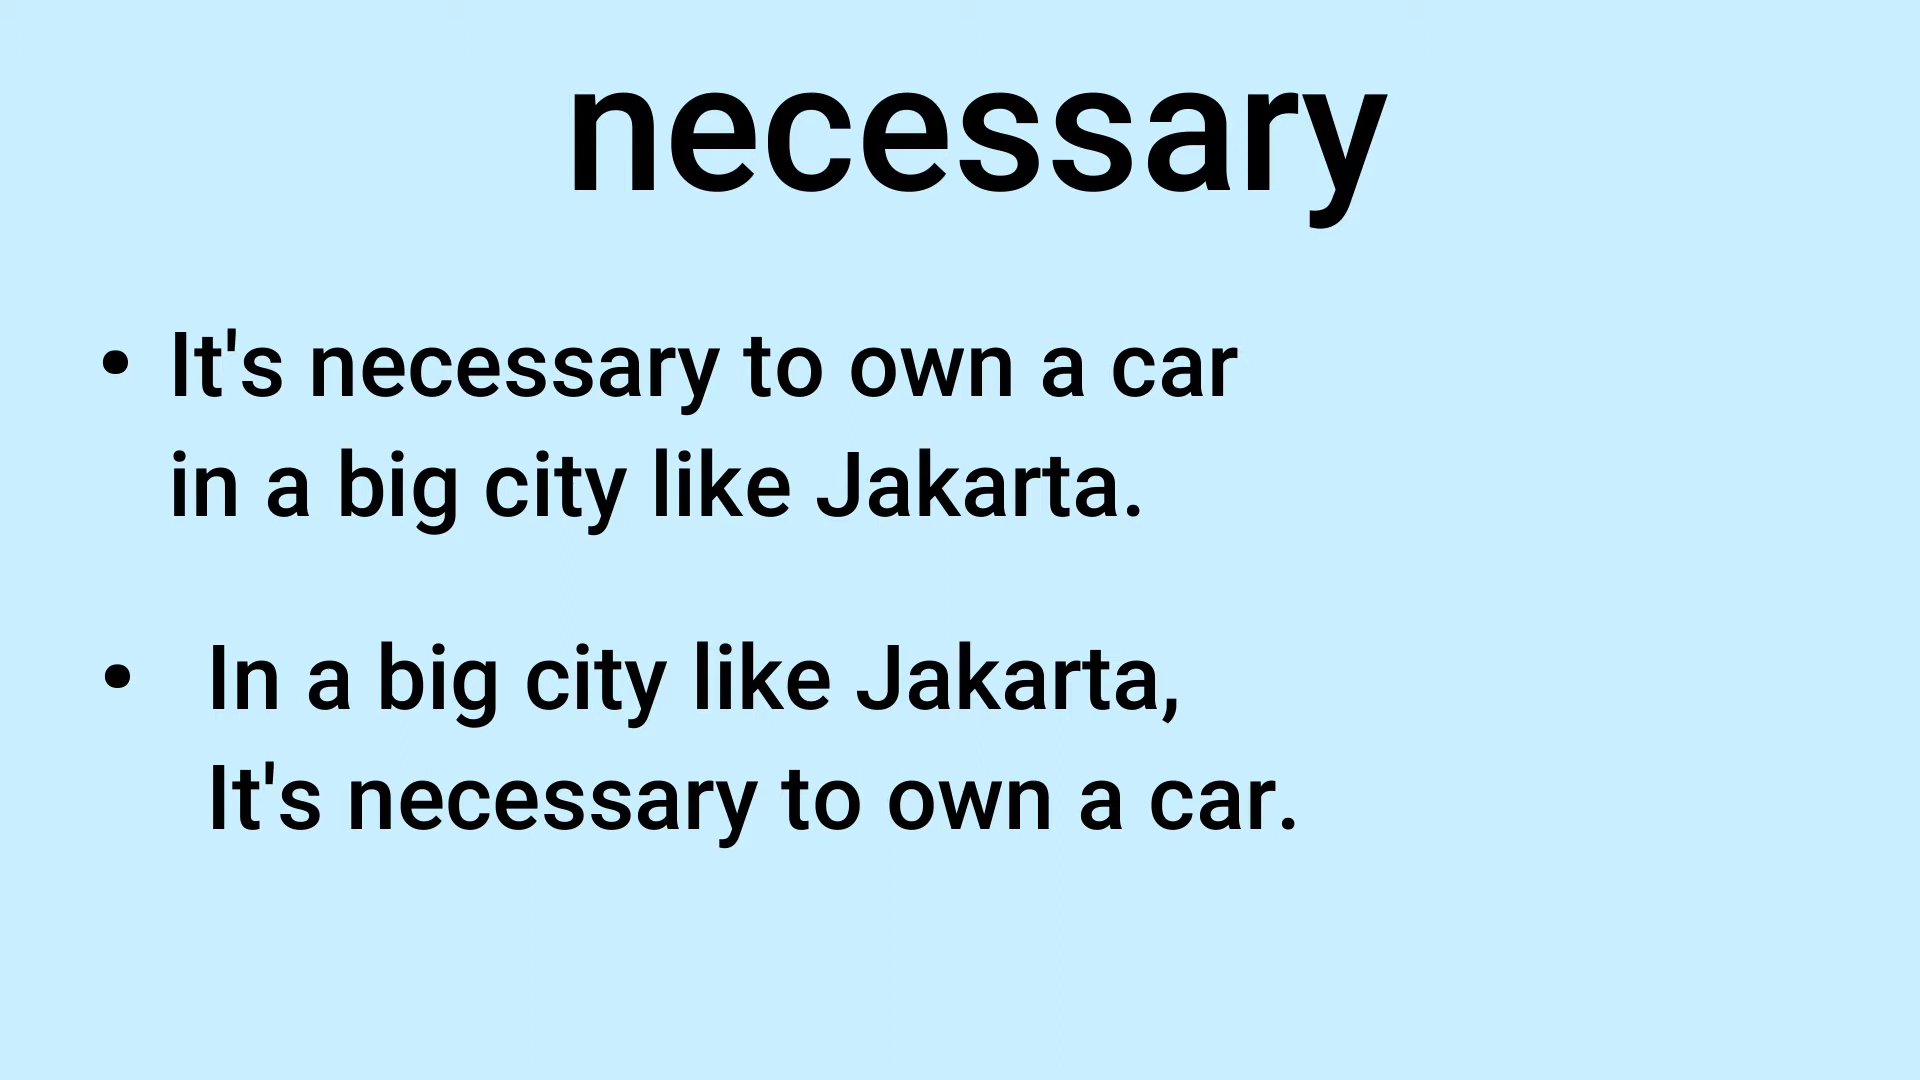 necessary
• It's necessary to own a car
in a big city like Jakarta.
• In a big city like Jakarta,
It's necessary to own a car.